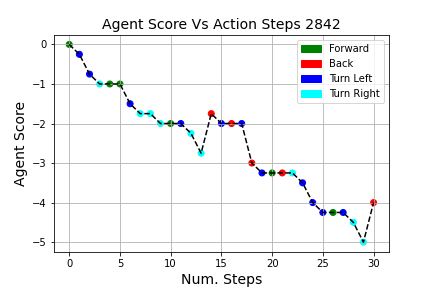 Agent Score Vs Action Steps 2842
Forward
Back
Turn Left
Turn Right
Agent Score
0
−1
−2
−3
−4
−5
0 5 10 15 20 25 30
Num. Steps